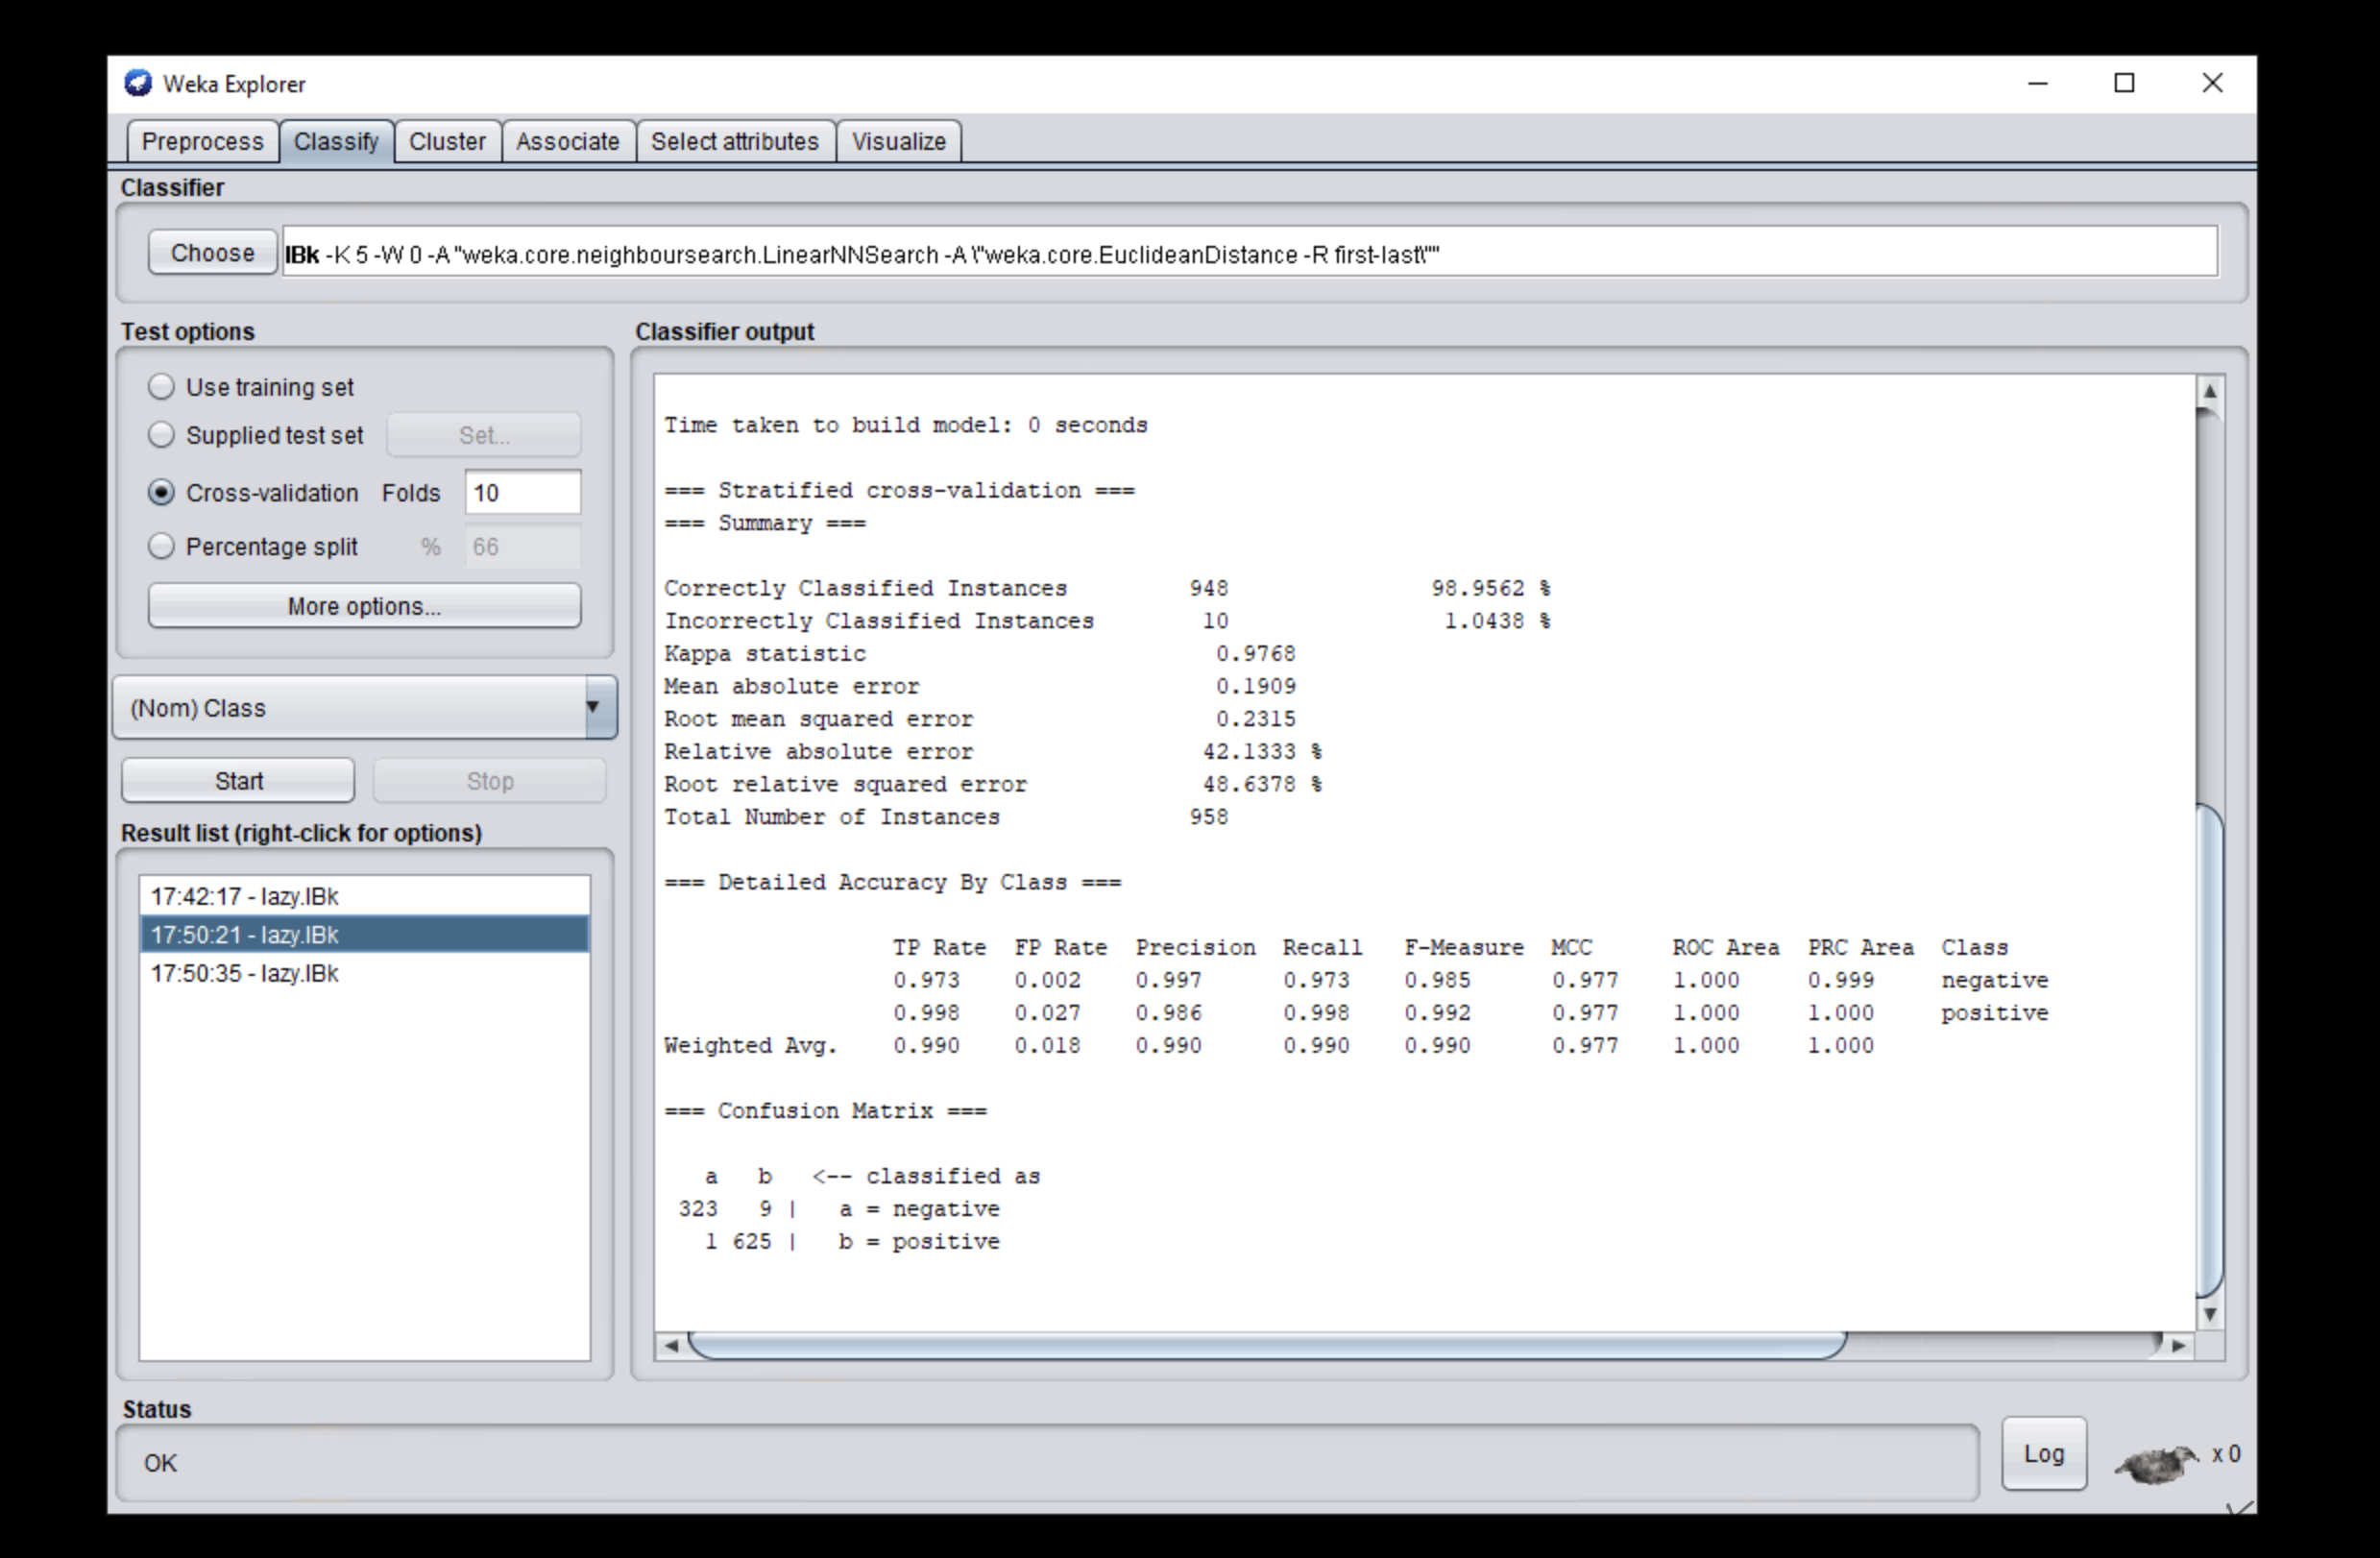 Weka Explorer
Preprocess Classify Cluster Associate Select attributes Visualize
Classifier
Choose IBk -K 5 -W 0 -A "weka.core.neighboursearch.LinearNNSearch -A \"weka.core.EuclideanDistance -R first-last\""
Test options
Use training set
Supplied test set Set...
Cross-validation Folds 10
Percentage split % 66
More options...
(Nom) Class
Start Stop
Result list (right-click for options)
17:42:17 - lazy.IBk
17:50:21 - lazy.IBk
17:50:35 - lazy.IBk
Classifier output
Time taken to build model: 0 seconds
=== Stratified cross-validation ===
=== Summary ===
Correctly Classified Instances 948 98.9562 %
Incorrectly Classified Instances 10 1.0438 %
Kappa statistic 0.9768
Mean absolute error 0.1909
Root mean squared error 0.2315
Relative absolute error 42.1333 %
Root relative squared error 48.6378 %
Total Number of Instances 958
=== Detailed Accuracy By Class ===
TP Rate FP Rate Precision Recall F-Measure MCC ROC Area PRC Area Class
0.973 0.002 0.997 0.973 0.985 0.977 1.000 0.999 negative
0.998 0.027 0.986 0.998 0.992 0.977 1.000 1.000 positive
Weighted Avg. 0.990 0.018 0.990 0.990 0.990 0.977 1.000 1.000
=== Confusion Matrix ===
a b <-- classified as
323 9 | a = negative
1 625 | b = positive
Status
OK
Log x 0